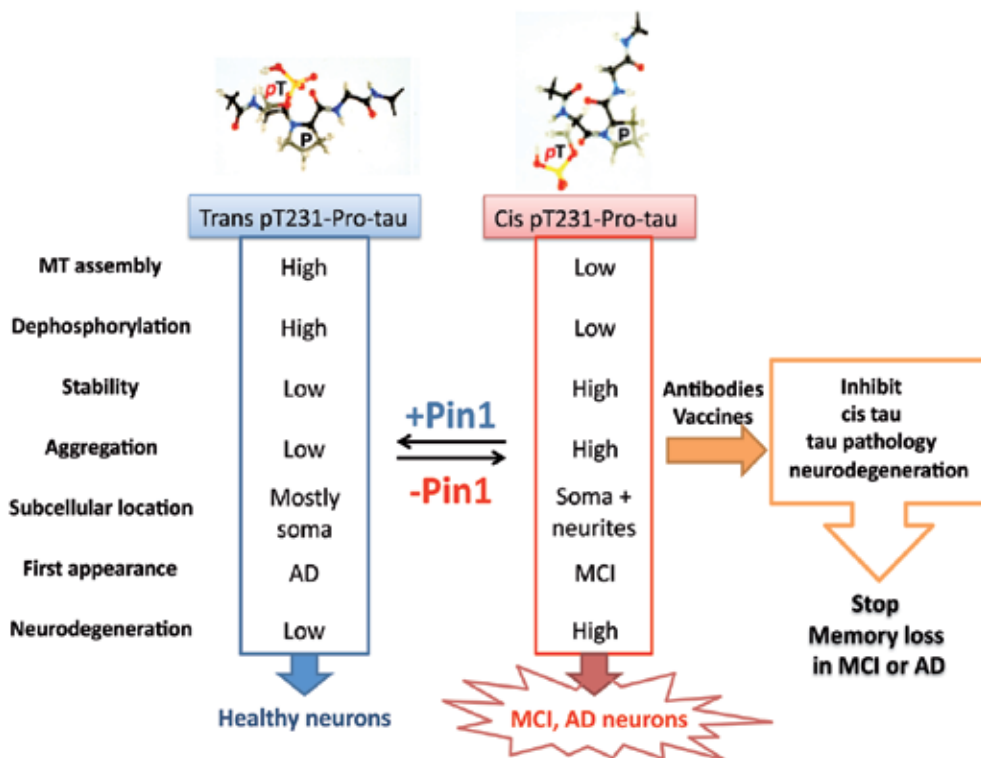 pT
P
pT
P
Trans pT231-Pro-tau
Cis pT231-Pro-tau
MT assembly High Low
Dephosphorylation High Low
Stability Low High
Aggregation Low High
Subcellular location Mostly soma Soma + neurites
First appearance AD MCI
Neurodegeneration Low High
+Pin1
-Pin1
Antibodies
Vaccines
Inhibit
cis tau
tau pathology
neurodegeneration
Stop
Memory loss
in MCI or AD
Healthy neurons
MCI, AD neurons